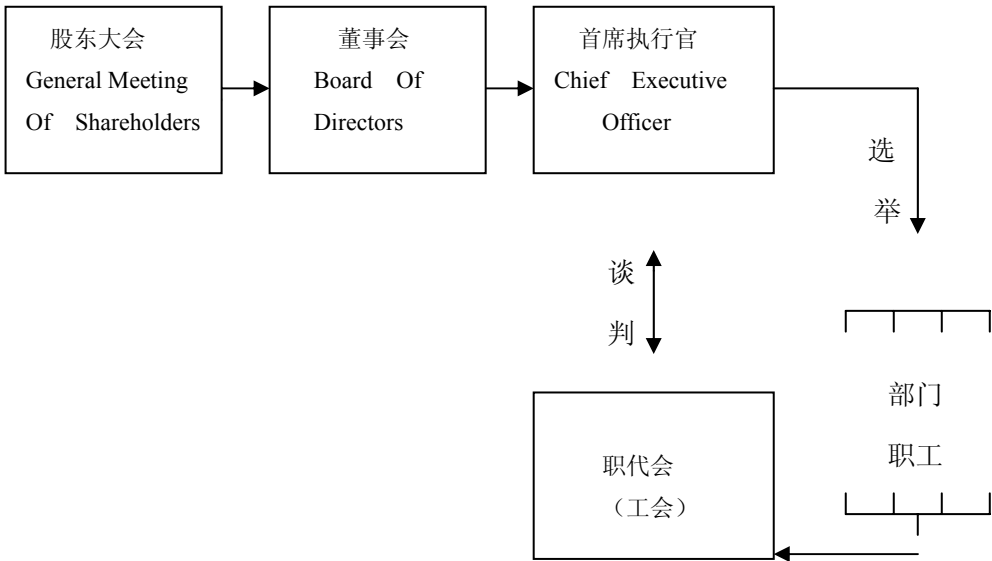 股东大会
General Meeting
Of Shareholders
董事会
Board Of
Directors
首席执行官
Chief Executive
Officer
选
举
谈
判
部门
职工
职代会
（工会）